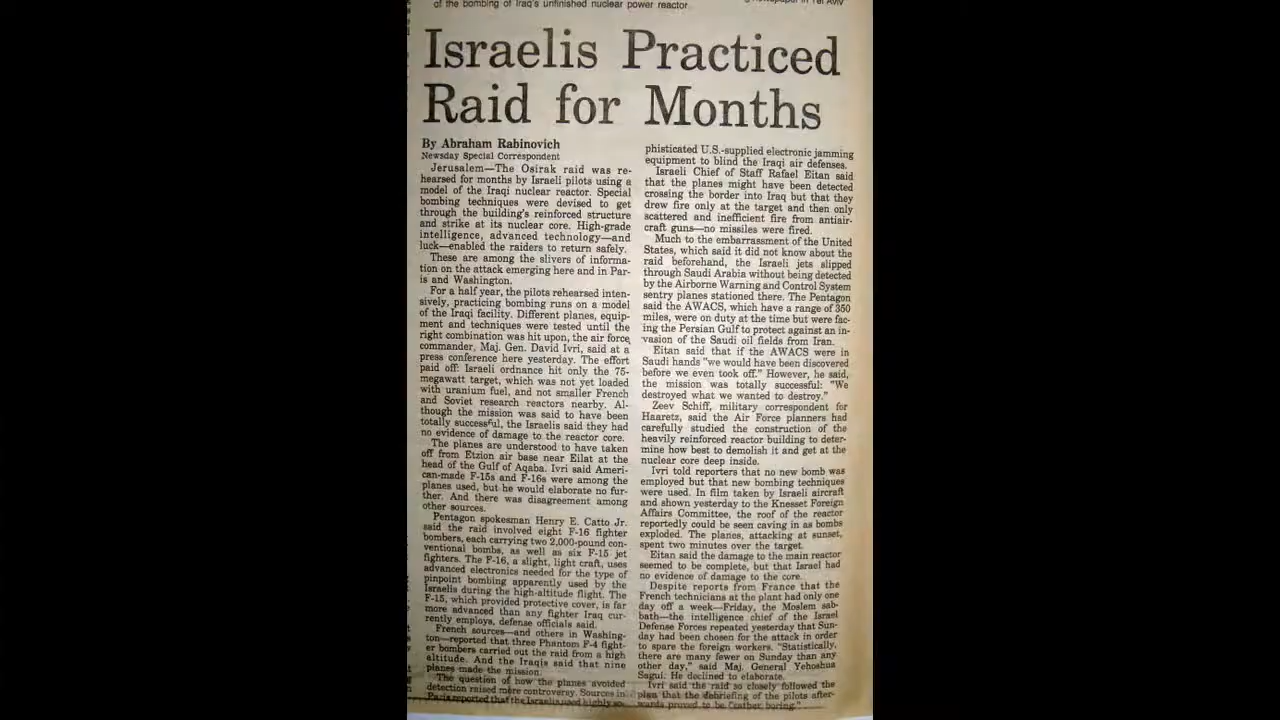 of the bombing of Iraq's unfinished nuclear power reactor.
newspaper in Tel Aviv
Israelis Practiced
Raid for Months
By Abraham Rabinovich
Newsday Special Correspondent
Jerusalem—The Osirak raid was re-
hearsed for months by Israeli pilots using a
model of the Iraqi nuclear reactor. Special
bombing techniques were devised to get
through the building's reinforced structure
and strike at its nuclear core. High-grade
intelligence, advanced technology—and
luck—enabled the raiders to return safely.
These are among the slivers of informa-
tion on the attack emerging here and in Par-
is and Washington.
For a half year, the pilots rehearsed inten-
sively, practicing bombing runs on a model
of the Iraqi facility. Different planes, equip-
ment and techniques were tested until the
right combination was hit upon, the air force
commander, Maj. Gen. David Ivri, said at a
press conference here yesterday. The effort
paid off: Israeli ordnance hit only the 75-
megawatt target, which was not yet loaded
with uranium fuel, and not smaller French
and Soviet research reactors nearby. Al-
though the mission was said to have been
totally successful, the Israelis said they had
no evidence of damage to the reactor core.
The planes are understood to have taken
off from Etzion air base near Eilat at the
head of the Gulf of Aqaba. Ivri said Ameri-
can-made F-15s and F-16s were among the
planes used, but he would elaborate no fur-
ther. And there was disagreement among
other sources.
Pentagon spokesman Henry E. Catto Jr.
said the raid involved eight F-16 fighter
bombers, each carrying two 2,000-pound con-
ventional bombs, as well as six F-15 jet
fighters. The F-16, a slight, light craft, uses
advanced electronics needed for the type of
pinpoint bombing apparently used by the
Israelis during the high-altitude flight. The
F-15, which provided protective cover, is far
more advanced than any fighter Iraq cur-
rently employs, defense officials said.
French sources—and others in Washing-
ton—reported that three Phantom F-4 fight-
er bombers carried out the raid from a high
altitude. And the Iraqis said that nine
planes made the mission.
The question of how the planes avoided
detection raised more controversy. Sources in
Paris reported that the Israelis used highly so-
phisticated U.S.-supplied electronic jamming
equipment to blind the Iraqi air defenses.
Israeli Chief of Staff Rafael Eitan said
that the planes might have been detected
crossing the border into Iraq but that they
drew fire only at the target and then only
scattered and inefficient fire from antiair-
craft guns—no missiles were fired.
Much to the embarrassment of the United
States, which said it did not know about the
raid beforehand, the Israeli jets slipped
through Saudi Arabia without being detected
by the Airborne Warning and Control System
sentry planes stationed there. The Pentagon
said the AWACS, which have a range of 350
miles, were on duty at the time but were fac-
ing the Persian Gulf to protect against an in-
vasion of the Saudi oil fields from Iran.
Eitan said that if the AWACS were in
Saudi hands "we would have been discovered
before we even took off." However, he said,
the mission was totally successful: "We
destroyed what we wanted to destroy."
Zeev Schiff, military correspondent for
Haaretz, said the Air Force planners had
carefully studied the construction of the
heavily reinforced reactor building to deter-
mine how best to demolish it and get at the
nuclear core deep inside.
Ivri told reporters that no new bomb was
employed but that new bombing techniques
were used. In film taken by Israeli aircraft
and shown yesterday to the Knesset Foreign
Affairs Committee, the roof of the reactor
reportedly could be seen caving in as bombs
exploded. The planes, attacking at sunset,
spent two minutes over the target.
Eitan said the damage to the main reactor
seemed to be complete, but that Israel had
no evidence of damage to the core.
Despite reports from France that the
French technicians at the plant had only one
day off a week—Friday, the Moslem sab-
bath—the intelligence chief of the Israel
Defense Forces repeated yesterday that Sun-
day had been chosen for the attack in order
to spare the foreign workers. "Statistically,
there are many fewer on Sunday than any
other day," said Maj. General Yehoshua
Sagui. He declined to elaborate.
Ivri said the raid so closely followed the
plan that the debriefing of the pilots after-
wards proved to be "rather boring."